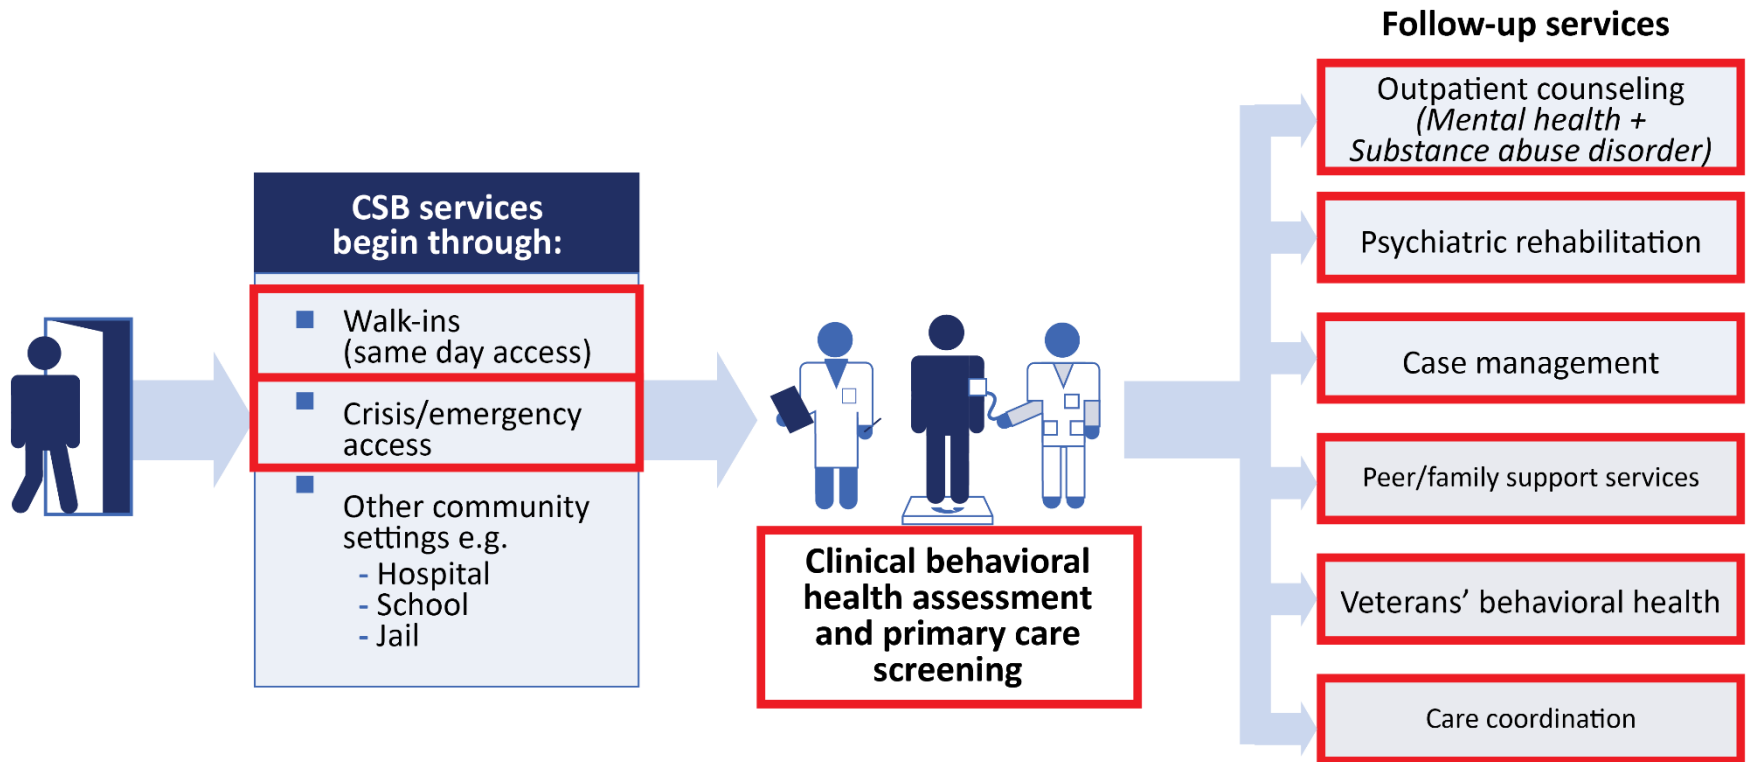 CSB services
begin through:
Walk-ins
(same day access)
Crisis/emergency
access
Other community
settings e.g.
- Hospital
- School
- Jail
Clinical behavioral
health assessment
and primary care
screening
Follow-up services
Outpatient counseling
(Mental health +
Substance abuse disorder)
Psychiatric rehabilitation
Case management
Peer/family support services
Veterans’ behavioral health
Care coordination